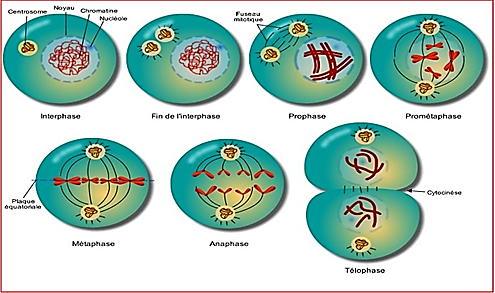 Centrosome
Noyau
Chromatine
Nucléole
Fuseau
mitotique
Interphase
Fin de l'interphase
Prophase
Prométaphase
Plaque
équatoriale
Cytocinèse
Métaphase
Anaphase
Télophase